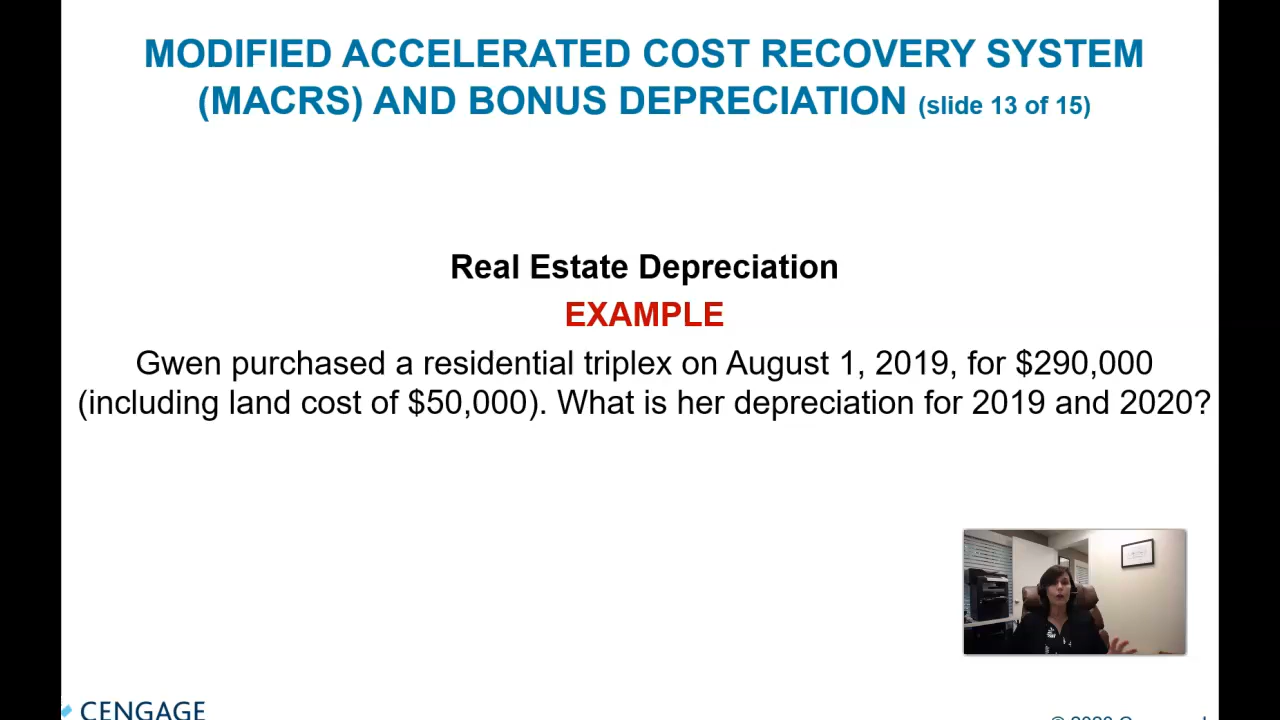 MODIFIED ACCELERATED COST RECOVERY SYSTEM
(MACRS) AND BONUS DEPRECIATION (slide 13 of 15)
Real Estate Depreciation
EXAMPLE
Gwen purchased a residential triplex on August 1, 2019, for $290,000
(including land cost of $50,000). What is her depreciation for 2019 and 2020?
CENGAGE